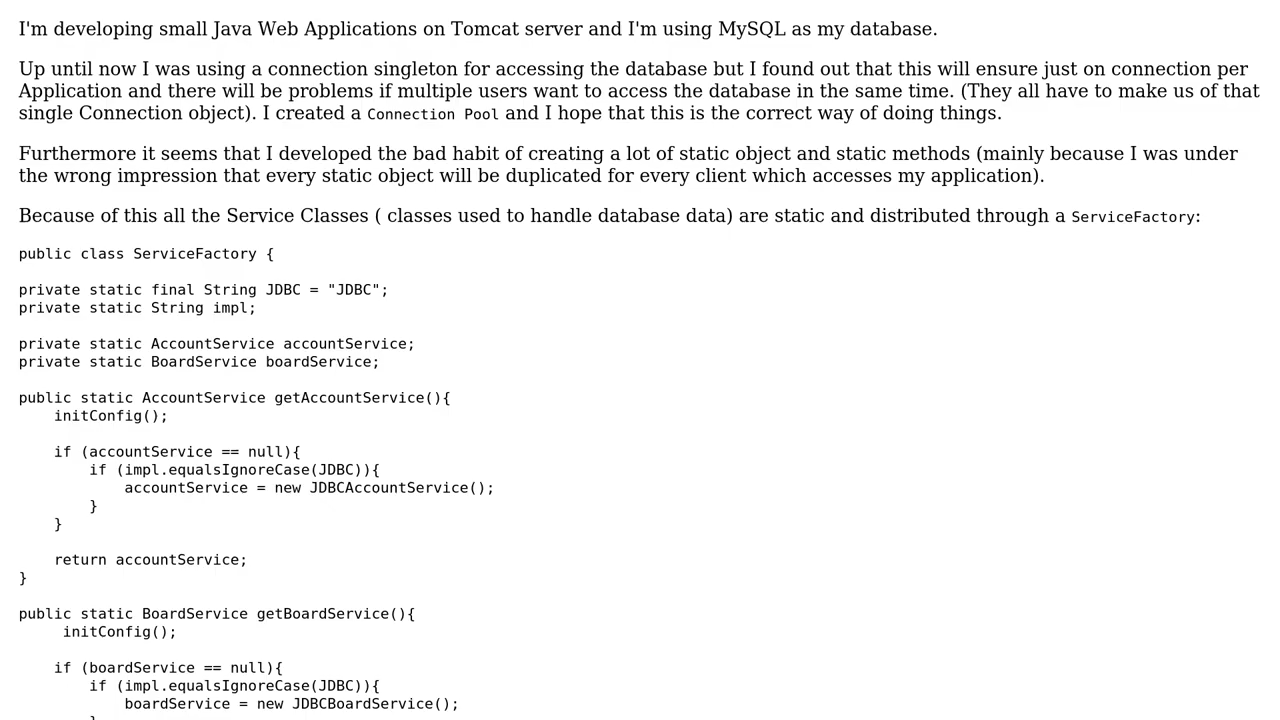 I'm developing small Java Web Applications on Tomcat server and I'm using MySQL as my database.
Up until now I was using a connection singleton for accessing the database but I found out that this will ensure just on connection per
Application and there will be problems if multiple users want to access the database in the same time. (They all have to make us of that
single Connection object). I created a Connection Pool and I hope that this is the correct way of doing things.
Furthermore it seems that I developed the bad habit of creating a lot of static object and static methods (mainly because I was under
the wrong impression that every static object will be duplicated for every client which accesses my application).
Because of this all the Service Classes ( classes used to handle database data) are static and distributed through a ServiceFactory:
public class ServiceFactory {
private static final String JDBC = "JDBC";
private static String impl;
private static AccountService accountService;
private static BoardService boardService;
public static AccountService getAccountService(){
    initConfig();
    if (accountService == null){
        if (impl.equalsIgnoreCase(JDBC)){
            accountService = new JDBCAccountService();
        }
    }
    return accountService;
}
public static BoardService getBoardService(){
     initConfig();
    if (boardService == null){
        if (impl.equalsIgnoreCase(JDBC)){
            boardService = new JDBCBoardService();
        }